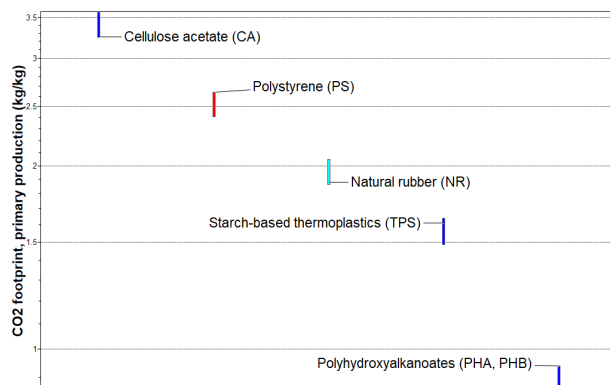 3.5
Cellulose acetate (CA)
3
Polystyrene (PS)
2.5
2
Natural rubber (NR)
Starch-based thermoplastics (TPS)
1.5
1
Polyhydroxyalkanoates (PHA, PHB)
CO2 footprint, primary production (kg/kg)